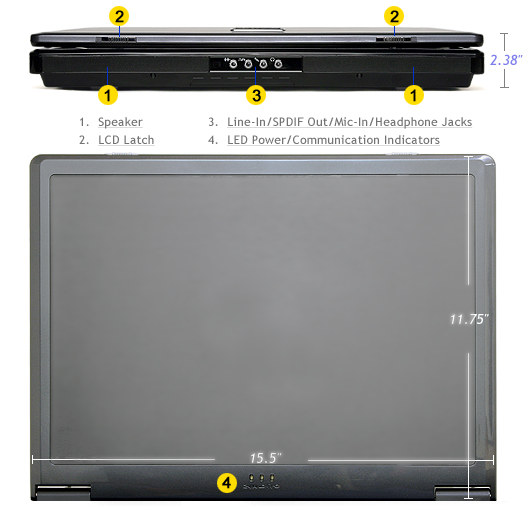 2 2
2.38"
1 3 1
1. Speaker 3. Line-In/SPDIF Out/Mic-In/Headphone Jacks
2. LCD Latch 4. LED Power/Communication Indicators
11.75"
15.5"
4